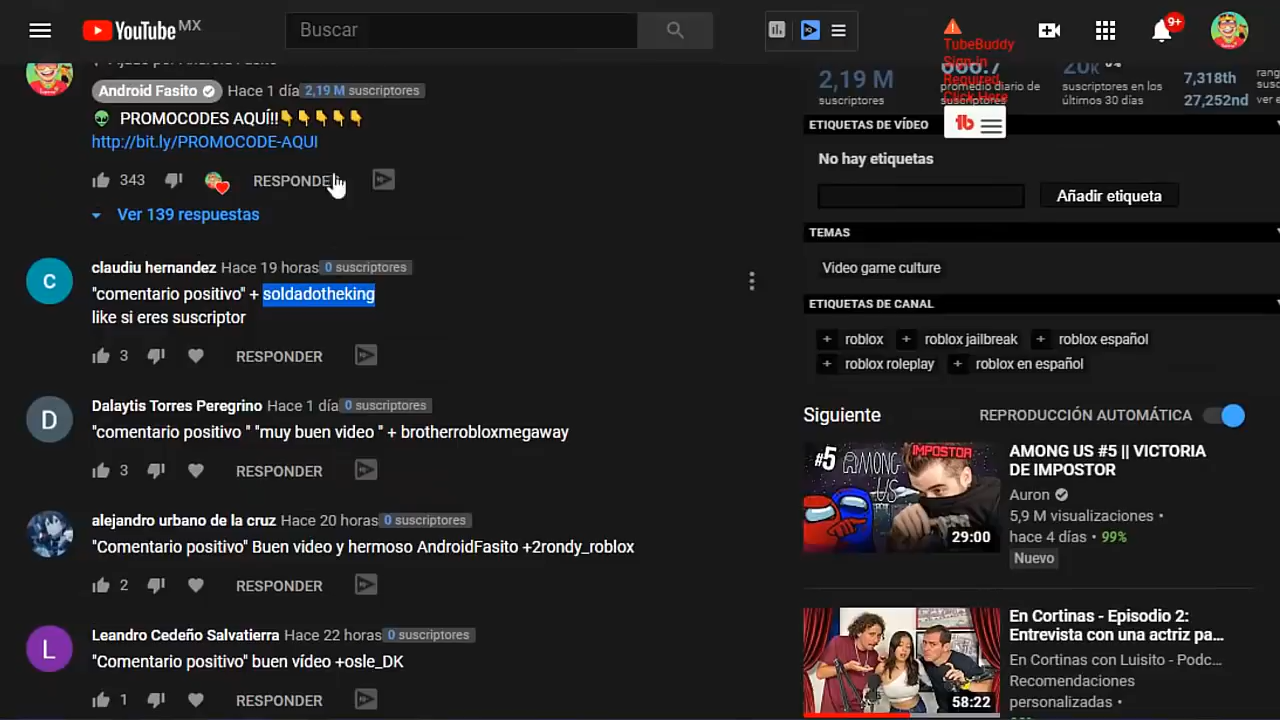 YouTube MX
Buscar
9+
TubeBuddy
Sign-in
Required
Click Here
Android Fasito Hace 1 día 2,19 M suscriptores
PROMOCODES AQUÍ!!
http://bit.ly/PROMOCODE-AQUI
343 RESPONDE
Ver 139 respuestas
C
claudiu hernandez Hace 19 horas 0 suscriptores
"comentario positivo" + soldadotheking
like si eres suscriptor
3 RESPONDER
D
Dalaytis Torres Peregrino Hace 1 día 0 suscriptores
"comentario positivo " "muy buen video " + brotherrobloxmegaway
3 RESPONDER
alejandro urbano de la cruz Hace 20 horas 0 suscriptores
"Comentario positivo" Buen video y hermoso AndroidFasito +2rondy_roblox
2 RESPONDER
L
Leandro Cedeño Salvatierra Hace 22 horas 0 suscriptores
"Comentario positivo" buen vídeo +osle_DK
1 RESPONDER
2,19 M
suscriptores
promedio diario de
suscriptores
suscriptores en los
últimos 30 días
7,318th
27,252nd
ver
ETIQUETAS DE VÍDEO
tb
No hay etiquetas
Añadir etiqueta
TEMAS
Video game culture
ETIQUETAS DE CANAL
+ roblox + roblox jailbreak + roblox español
+ roblox roleplay + roblox en español
Siguiente REPRODUCCIÓN AUTOMÁTICA
#5 AMONG US
IMPOSTOR
29:00
AMONG US #5 || VICTORIA
DE IMPOSTOR
Auron
5,9 M visualizaciones •
hace 4 días • 99%
Nuevo
58:22
En Cortinas - Episodio 2:
Entrevista con una actriz pa...
En Cortinas con Luisito - Podc...
Recomendaciones
personalizadas •